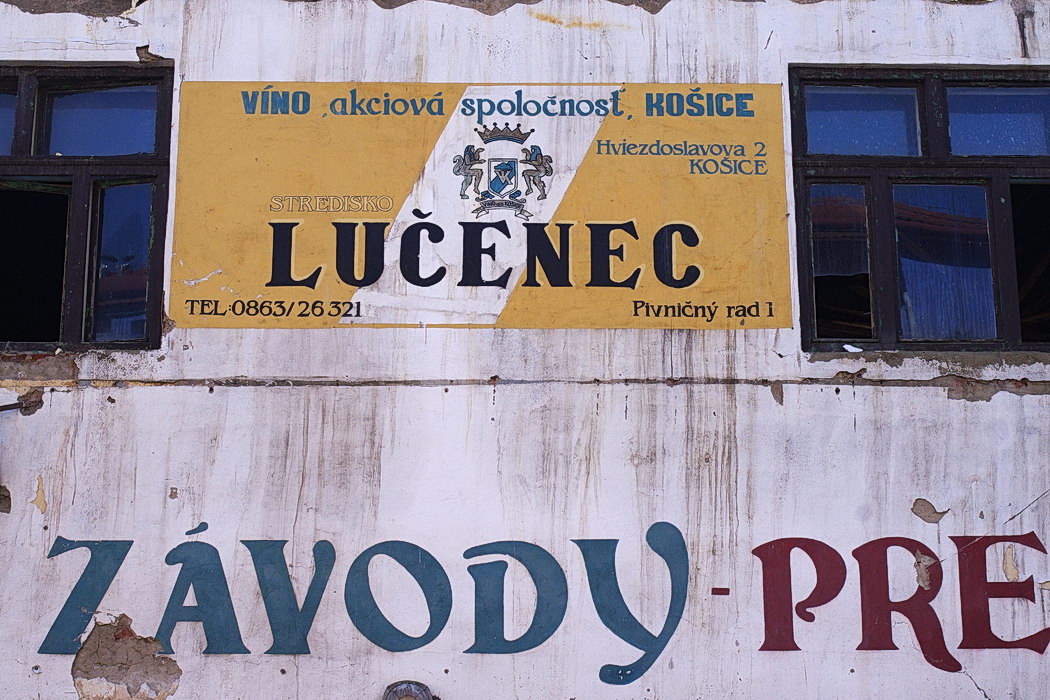 VÍNO ,akciová spoločnosť, KOŠICE
Hviezdoslavova 2
KOŠICE
STREDISKO
LUČENEC
TEL:0863/26 321
Pivničný rad 1
ZÁVODY-PRE